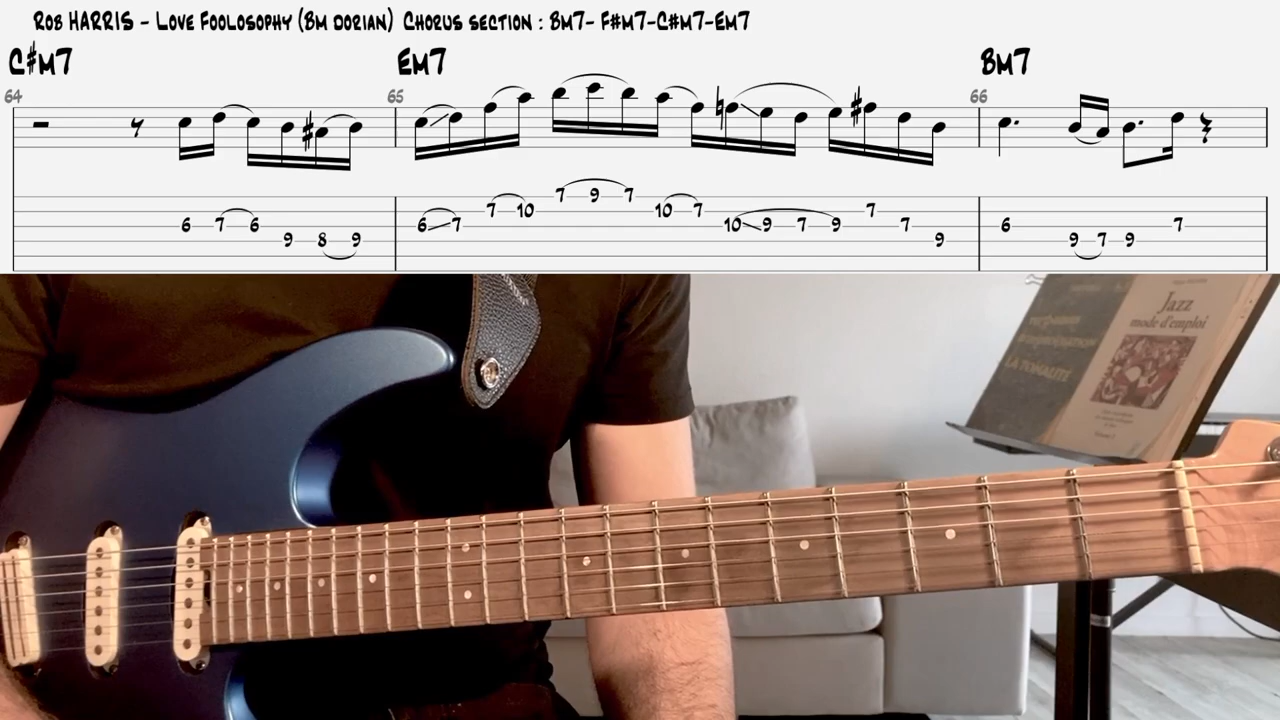 Rob HARRIS - Love Foolosophy (Bm dorian) Chorus section : Bm7- F#m7-C#m7-Em7
C#m7 Em7 Bm7
64 65 66
7 9 7
7 10 10 7 7
6 7 6 6 7 10 9 7 9 7 6 7
9 8 9 9 9 7 9
LA TONALITÉ
Jazz
mode d'emploi